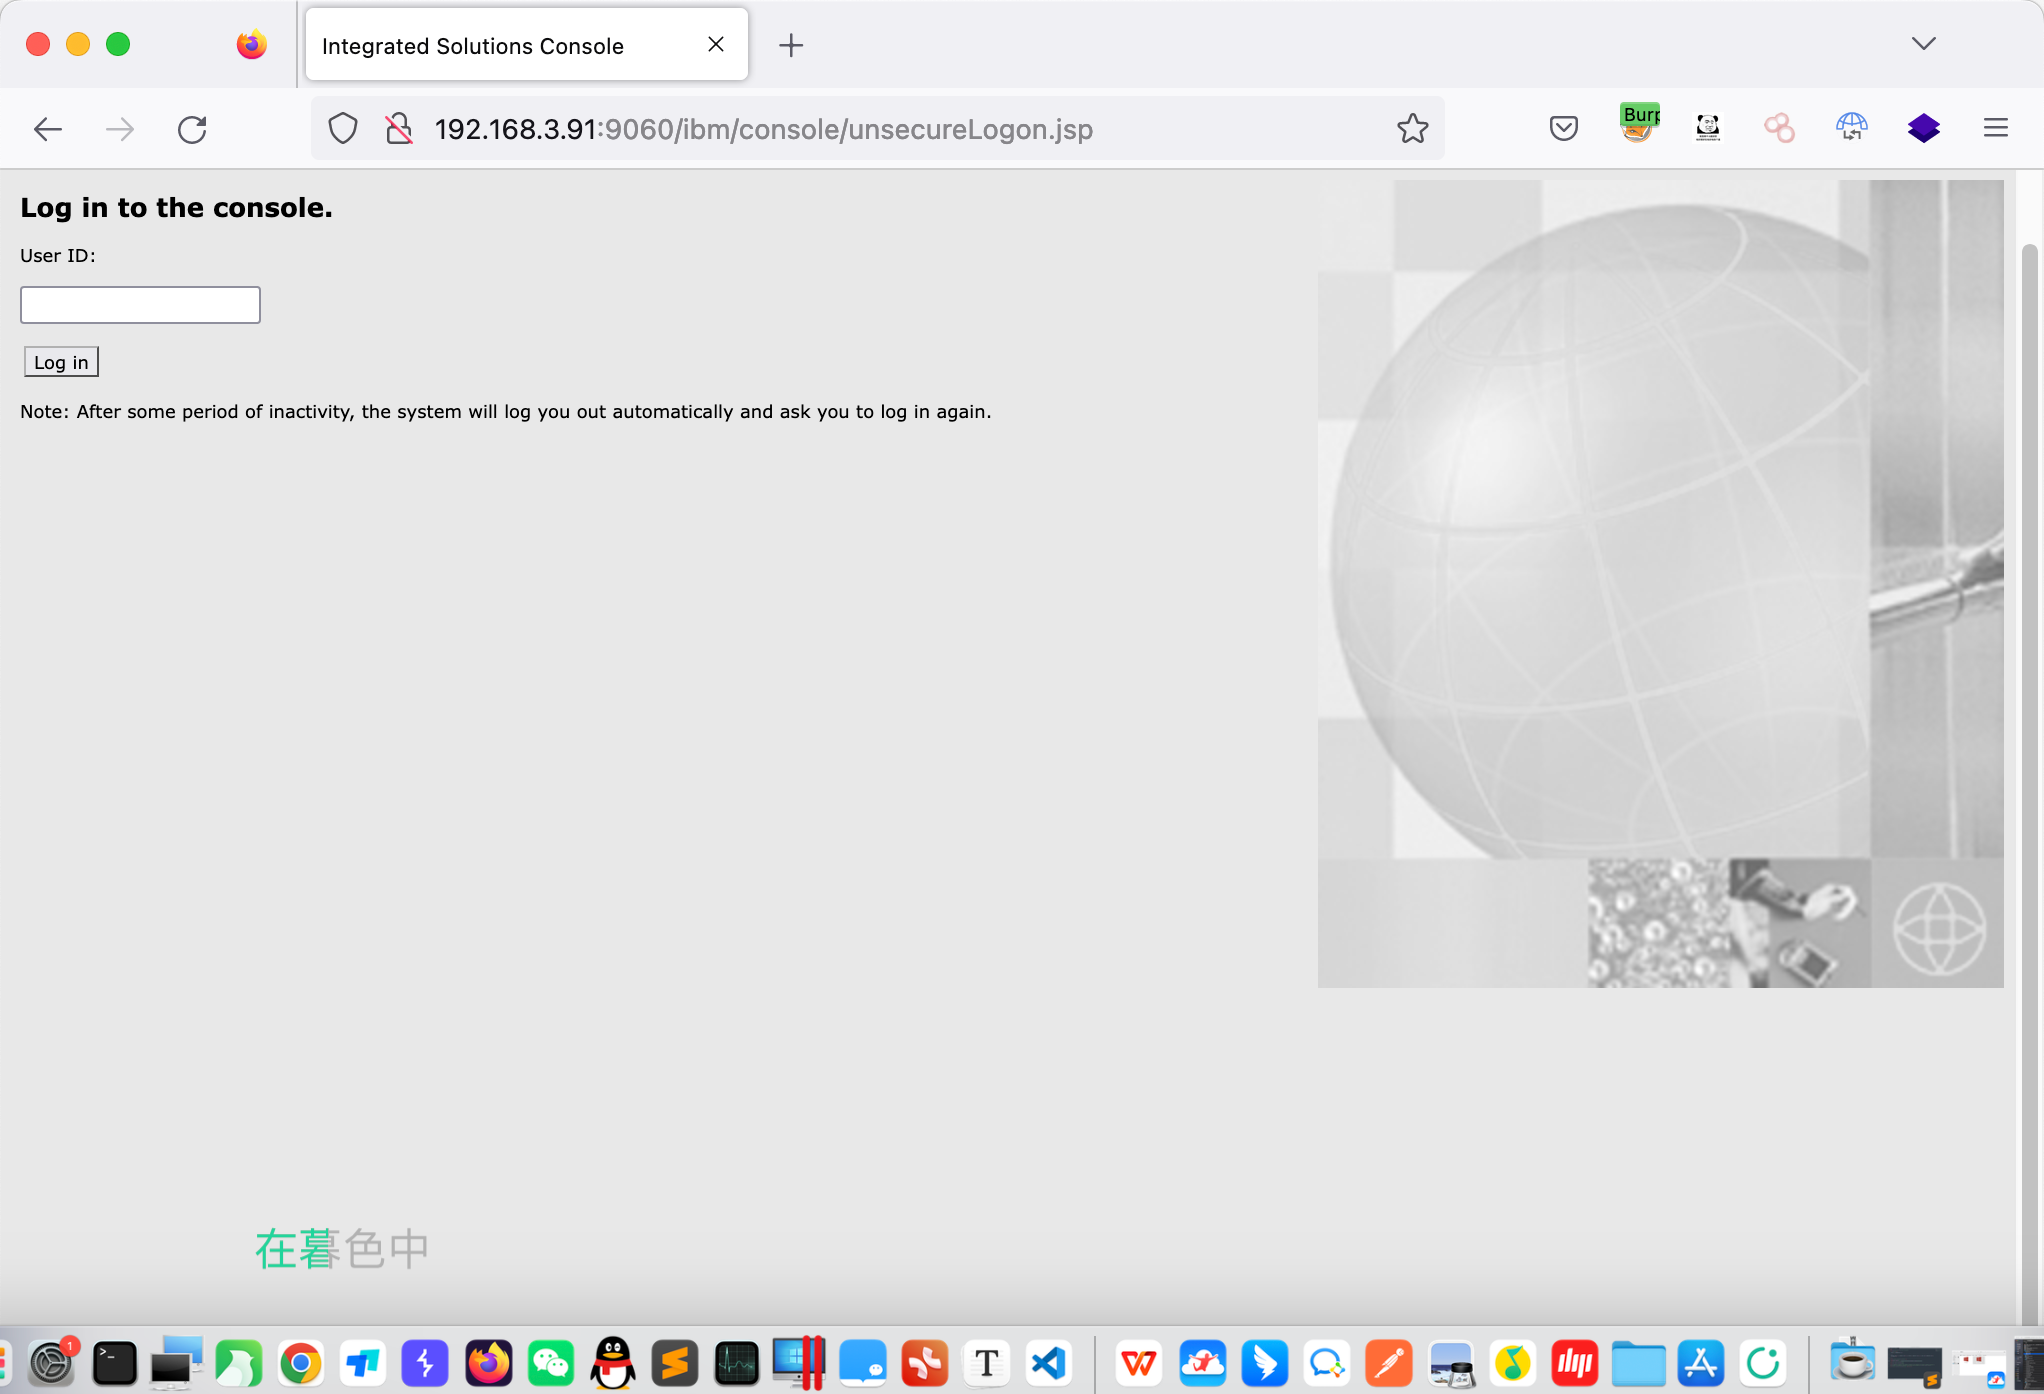 Integrated Solutions Console
192.168.3.91:9060/ibm/console/unsecureLogon.jsp
Burp
Log in to the console.
User ID:
Log in
Note: After some period of inactivity, the system will log you out automatically and ask you to log in again.
在暮色中
1
>_
T